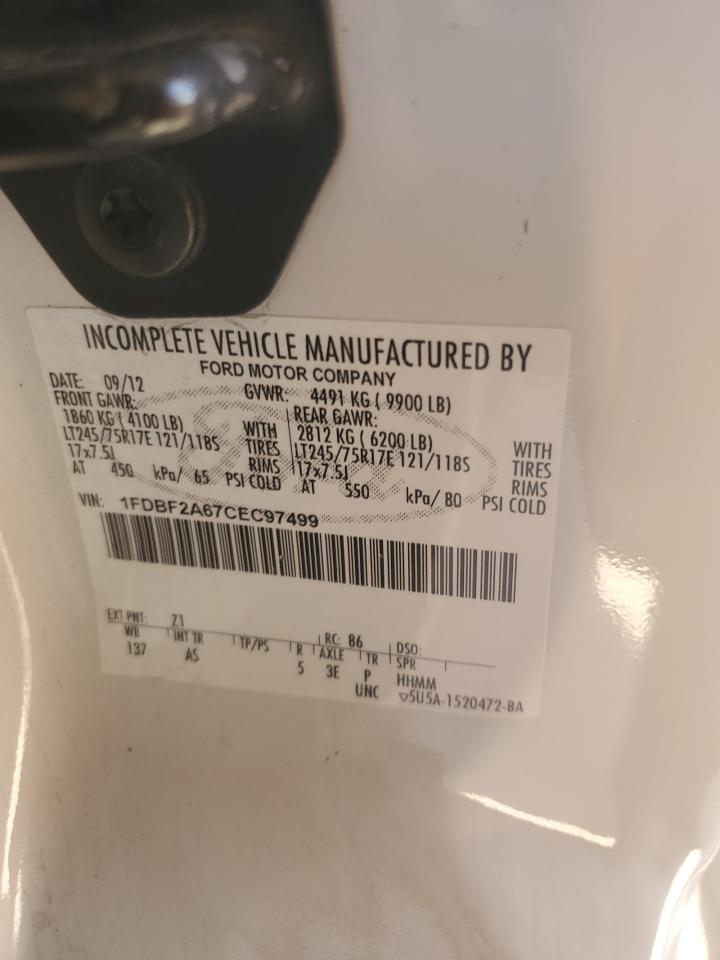 INCOMPLETE VEHICLE MANUFACTURED BY
FORD MOTOR COMPANY
DATE: 09/12 GVWR: 4491 KG ( 9900 LB)
FRONT GAWR: REAR GAWR:
1860 KG ( 4100 LB) WITH 2812 KG ( 6200 LB) WITH
LT245/75R17E 121/118S TIRES LT245/75R17E 121/118S TIRES
17x7.5J RIMS 17x7.5J RIMS
AT 450 kPa/ 65 PSI COLD AT 550 kPa/ 80 PSI COLD
VIN: 1FDBF2A67CEC97499
EXT PNT: Z1 RC: 86 DSO:
WB INT TR TP/PS R AXLE TR SPR
137 AS 5 3E P HHMM
UNC ▽5U5A-1520472-BA